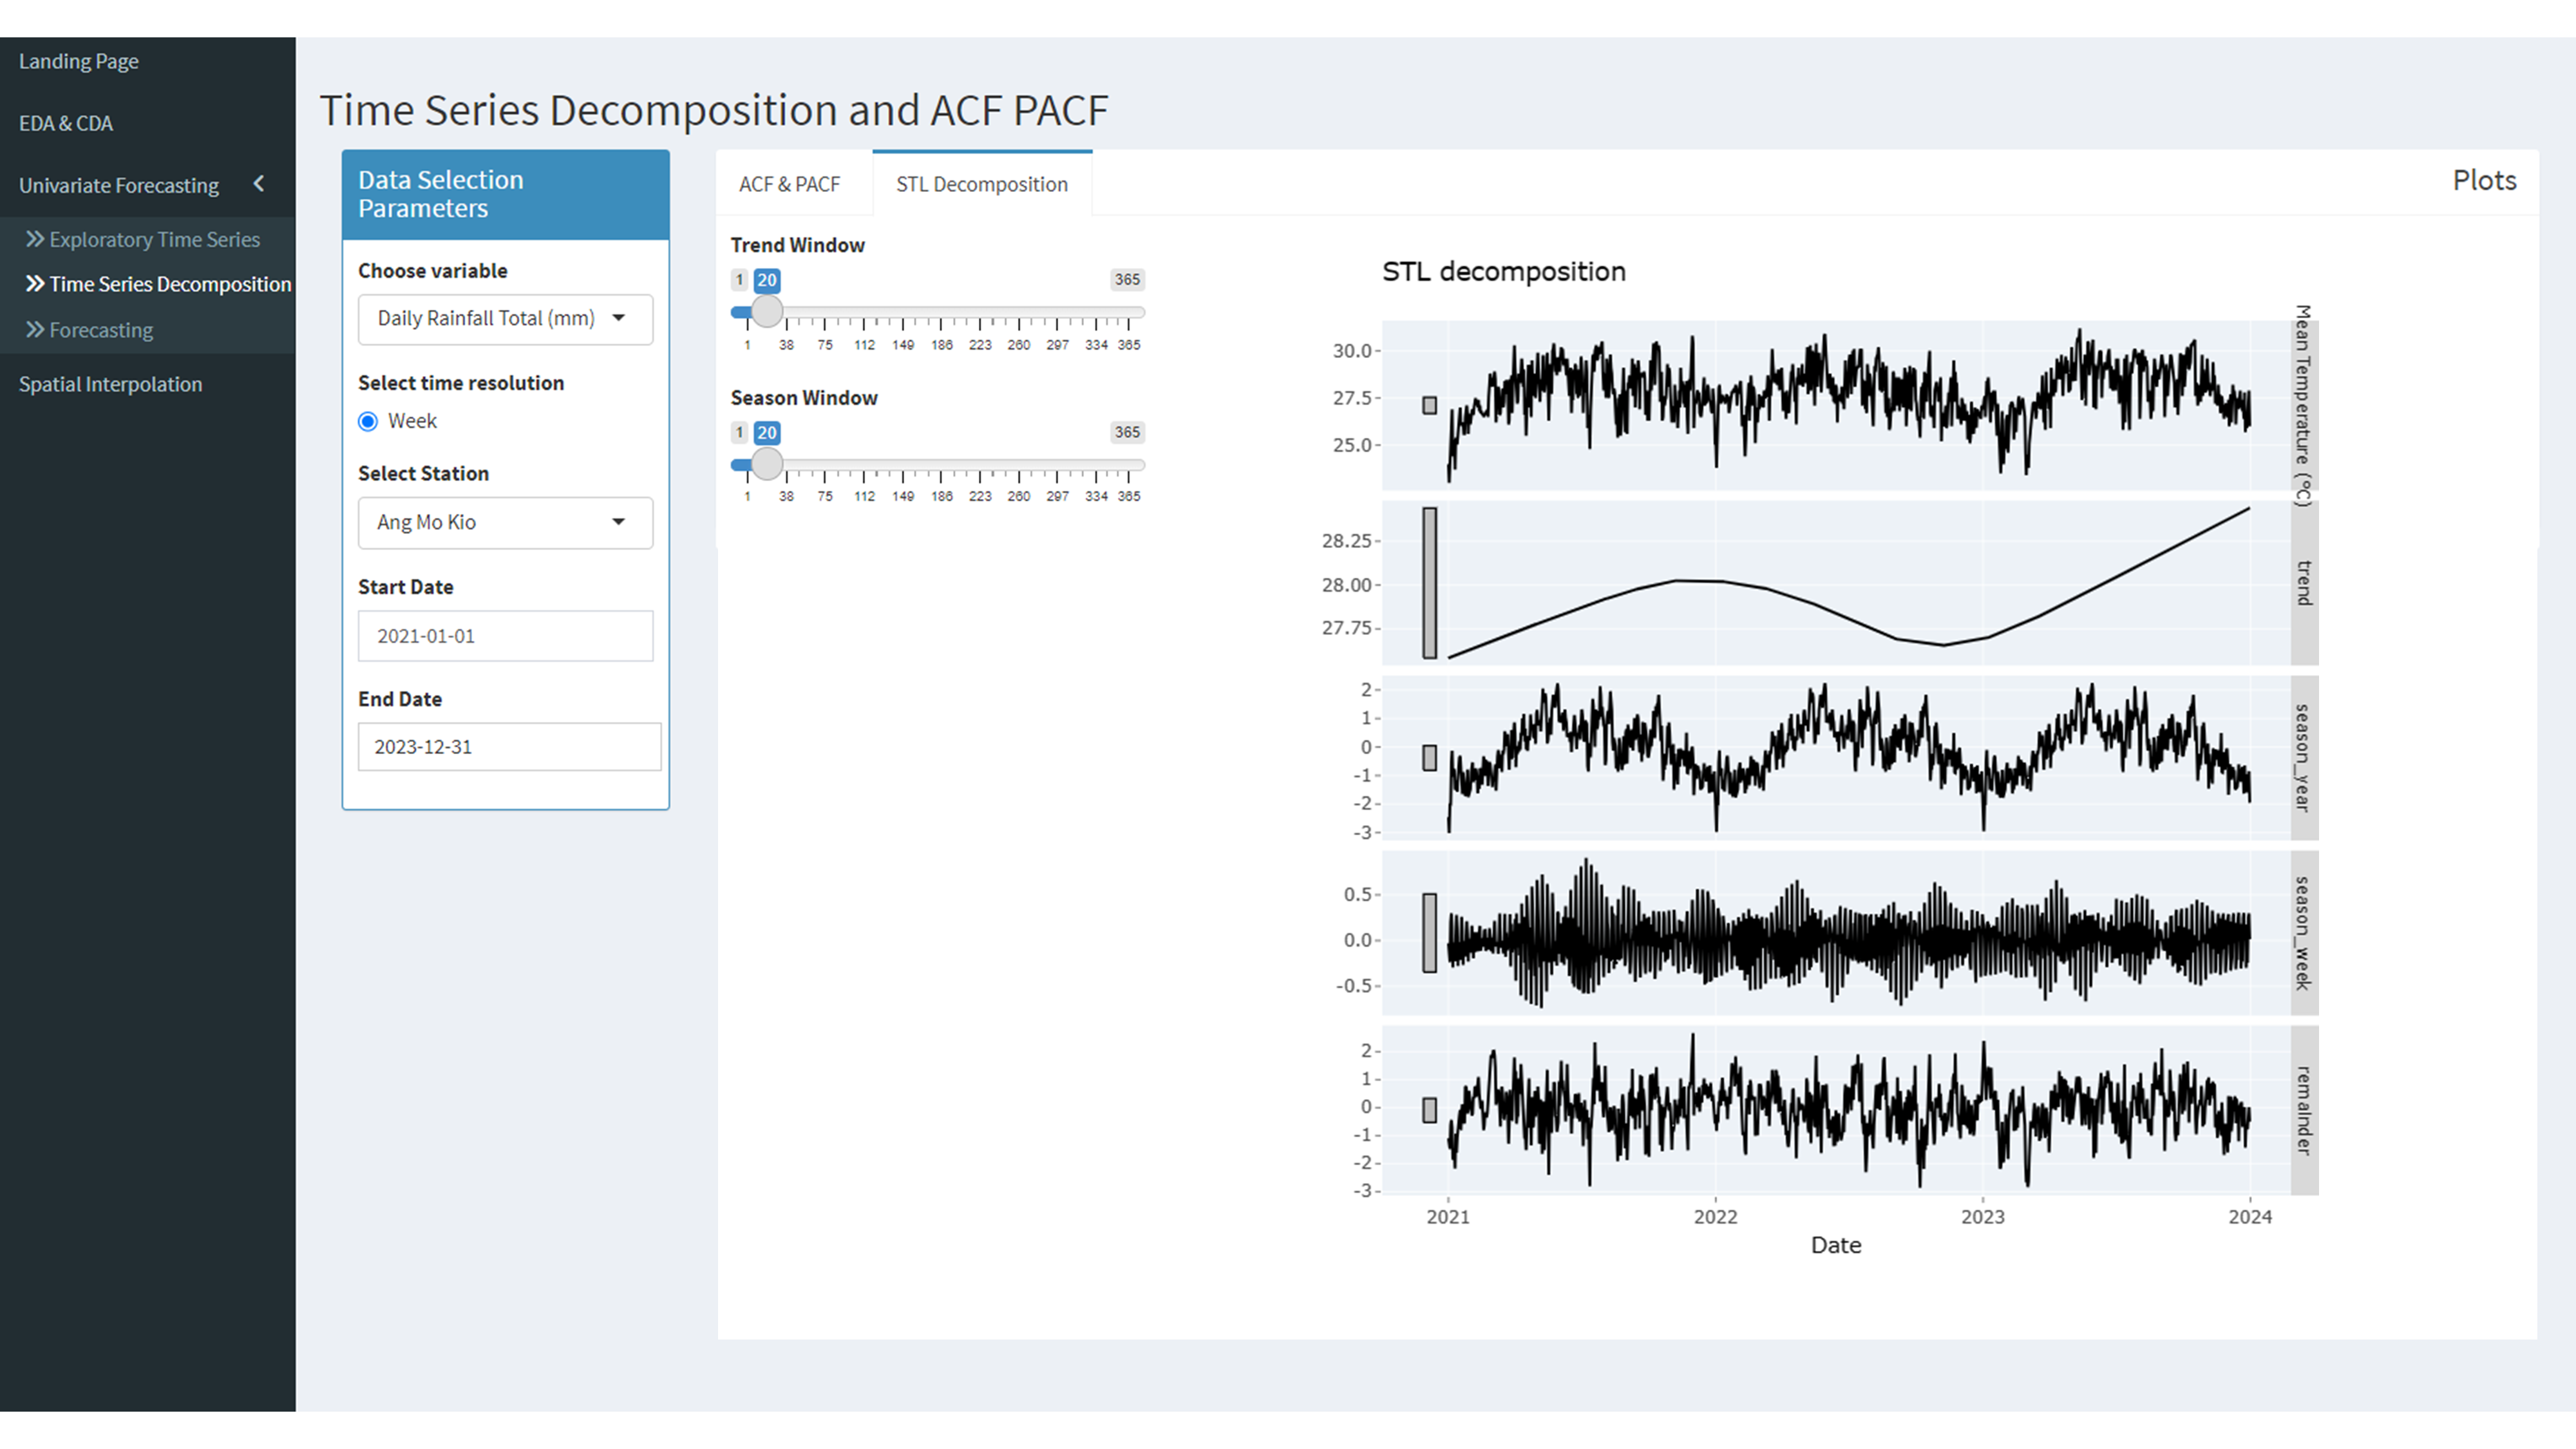 Landing Page
EDA & CDA
Univariate Forecasting
Exploratory Time Series
Time Series Decomposition
Forecasting
Spatial Interpolation
Time Series Decomposition and ACF PACF
Data Selection
Parameters
Choose variable
Daily Rainfall Total (mm)
Select time resolution
Week
Select Station
Ang Mo Kio
Start Date
2021-01-01
End Date
2023-12-31
ACF & PACF
STL Decomposition
Plots
Trend Window
1 20 365
1 38 75 112 149 186 223 260 297 334 365
Season Window
1 20 365
1 38 75 112 149 186 223 260 297 334 365
STL decomposition
30.0
27.5
25.0
Mean Temperature (°C)
28.25
28.00
27.75
trend
2
1
0
-1
-2
-3
season_year
0.5
0.0
-0.5
season_week
2
1
0
-1
-2
-3
remainder
2021 2022 2023 2024
Date